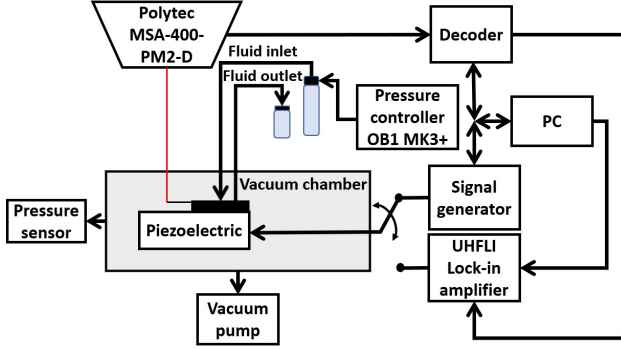 Polytec
MSA-400-
PM2-D
Decoder
Fluid inlet
Fluid outlet
Pressure
controller
OB1 MK3+
PC
Vacuum chamber
Signal
generator
Pressure
sensor
Piezoelectric
UHFLI
Lock-in
amplifier
Vacuum
pump